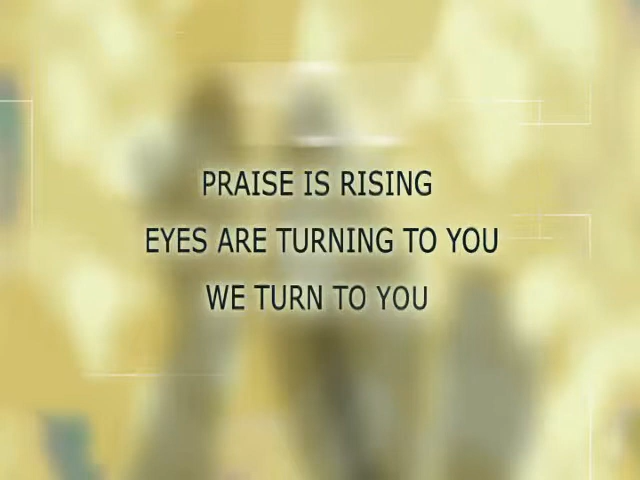 PRAISE IS RISING
EYES ARE TURNING TO YOU
WE TURN TO YOU